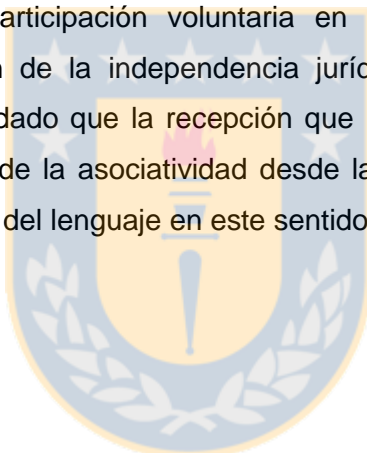 articipación voluntaria en
n de la independencia juríd
dado que la recepción que
de la asociatividad desde la
del lenguaje en este sentido